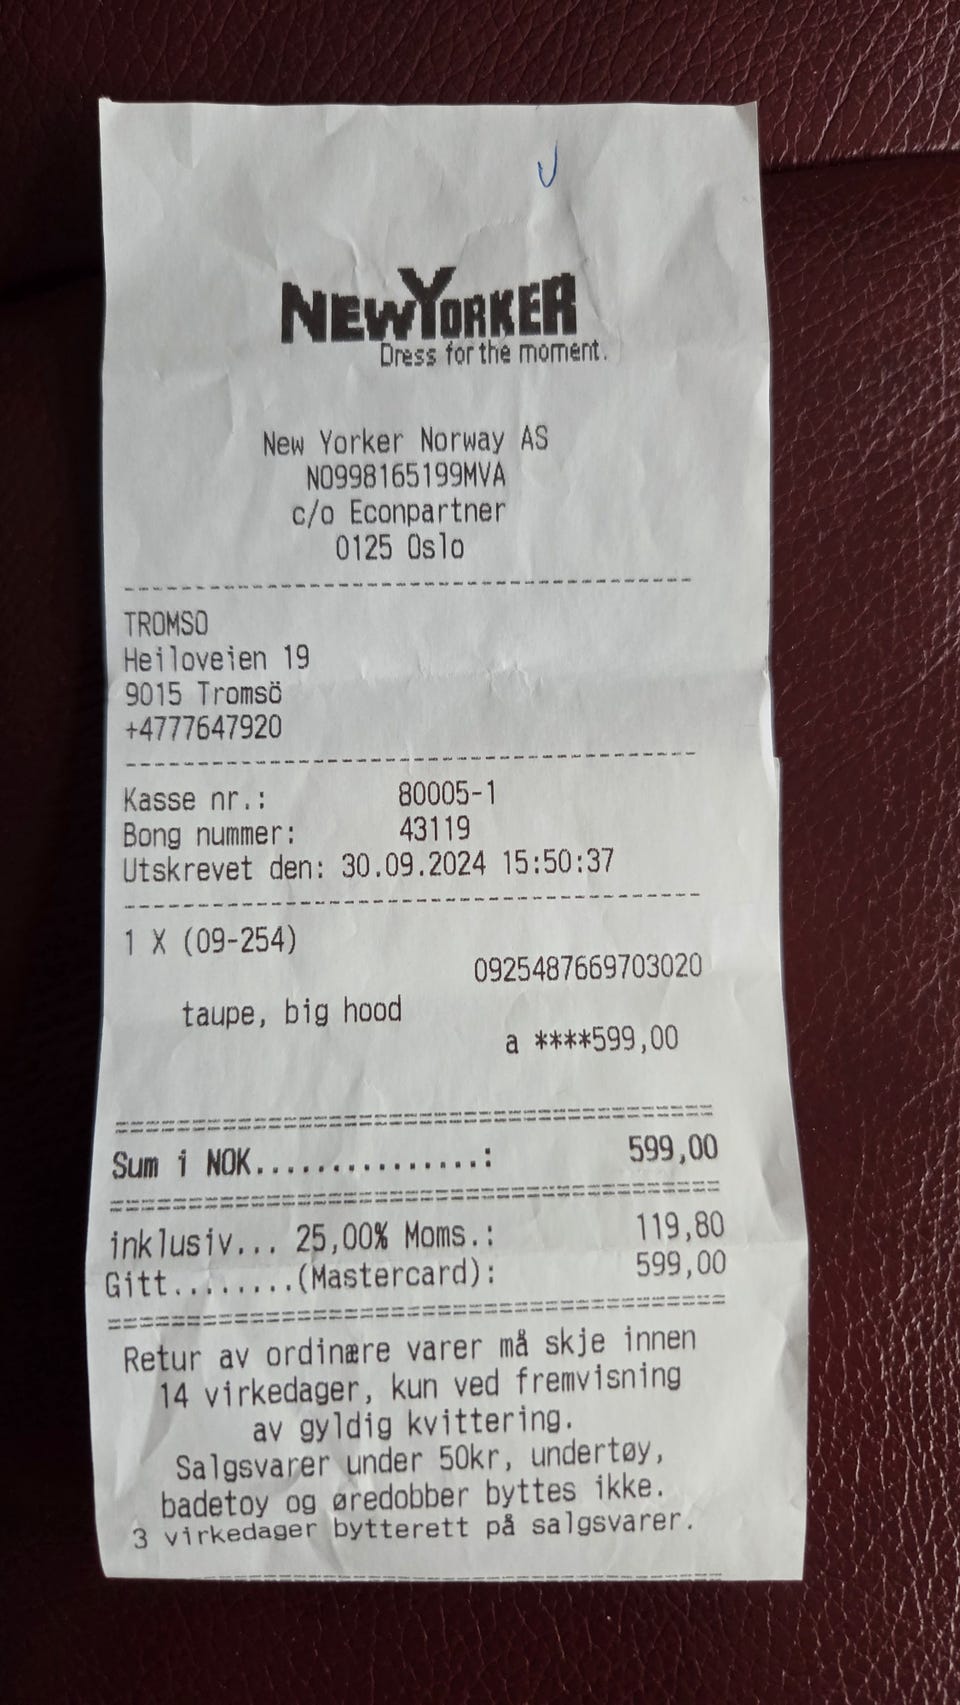 NEWYORKER
Dress for the moment.
New Yorker Norway AS
NO998165199MVA
c/o Econpartner
0125 Oslo
TROMSO
Heiloveien 19
9015 Tromsö
+4777647920
Kasse nr.: 80005-1
Bong nummer: 43119
Utskrevet den: 30.09.2024 15:50:37
1 X (09-254)
0925487669703020
taupe, big hood
a ****599,00
Sum i NOK...............: 599,00
inklusiv... 25,00% Moms.: 119,80
Gitt........(Mastercard): 599,00
Retur av ordinære varer må skje innen
14 virkedager, kun ved fremvisning
av gyldig kvittering.
Salgsvarer under 50kr, undertøy,
badetoy og øredobber byttes ikke.
3 virkedager bytterett på salgsvarer.